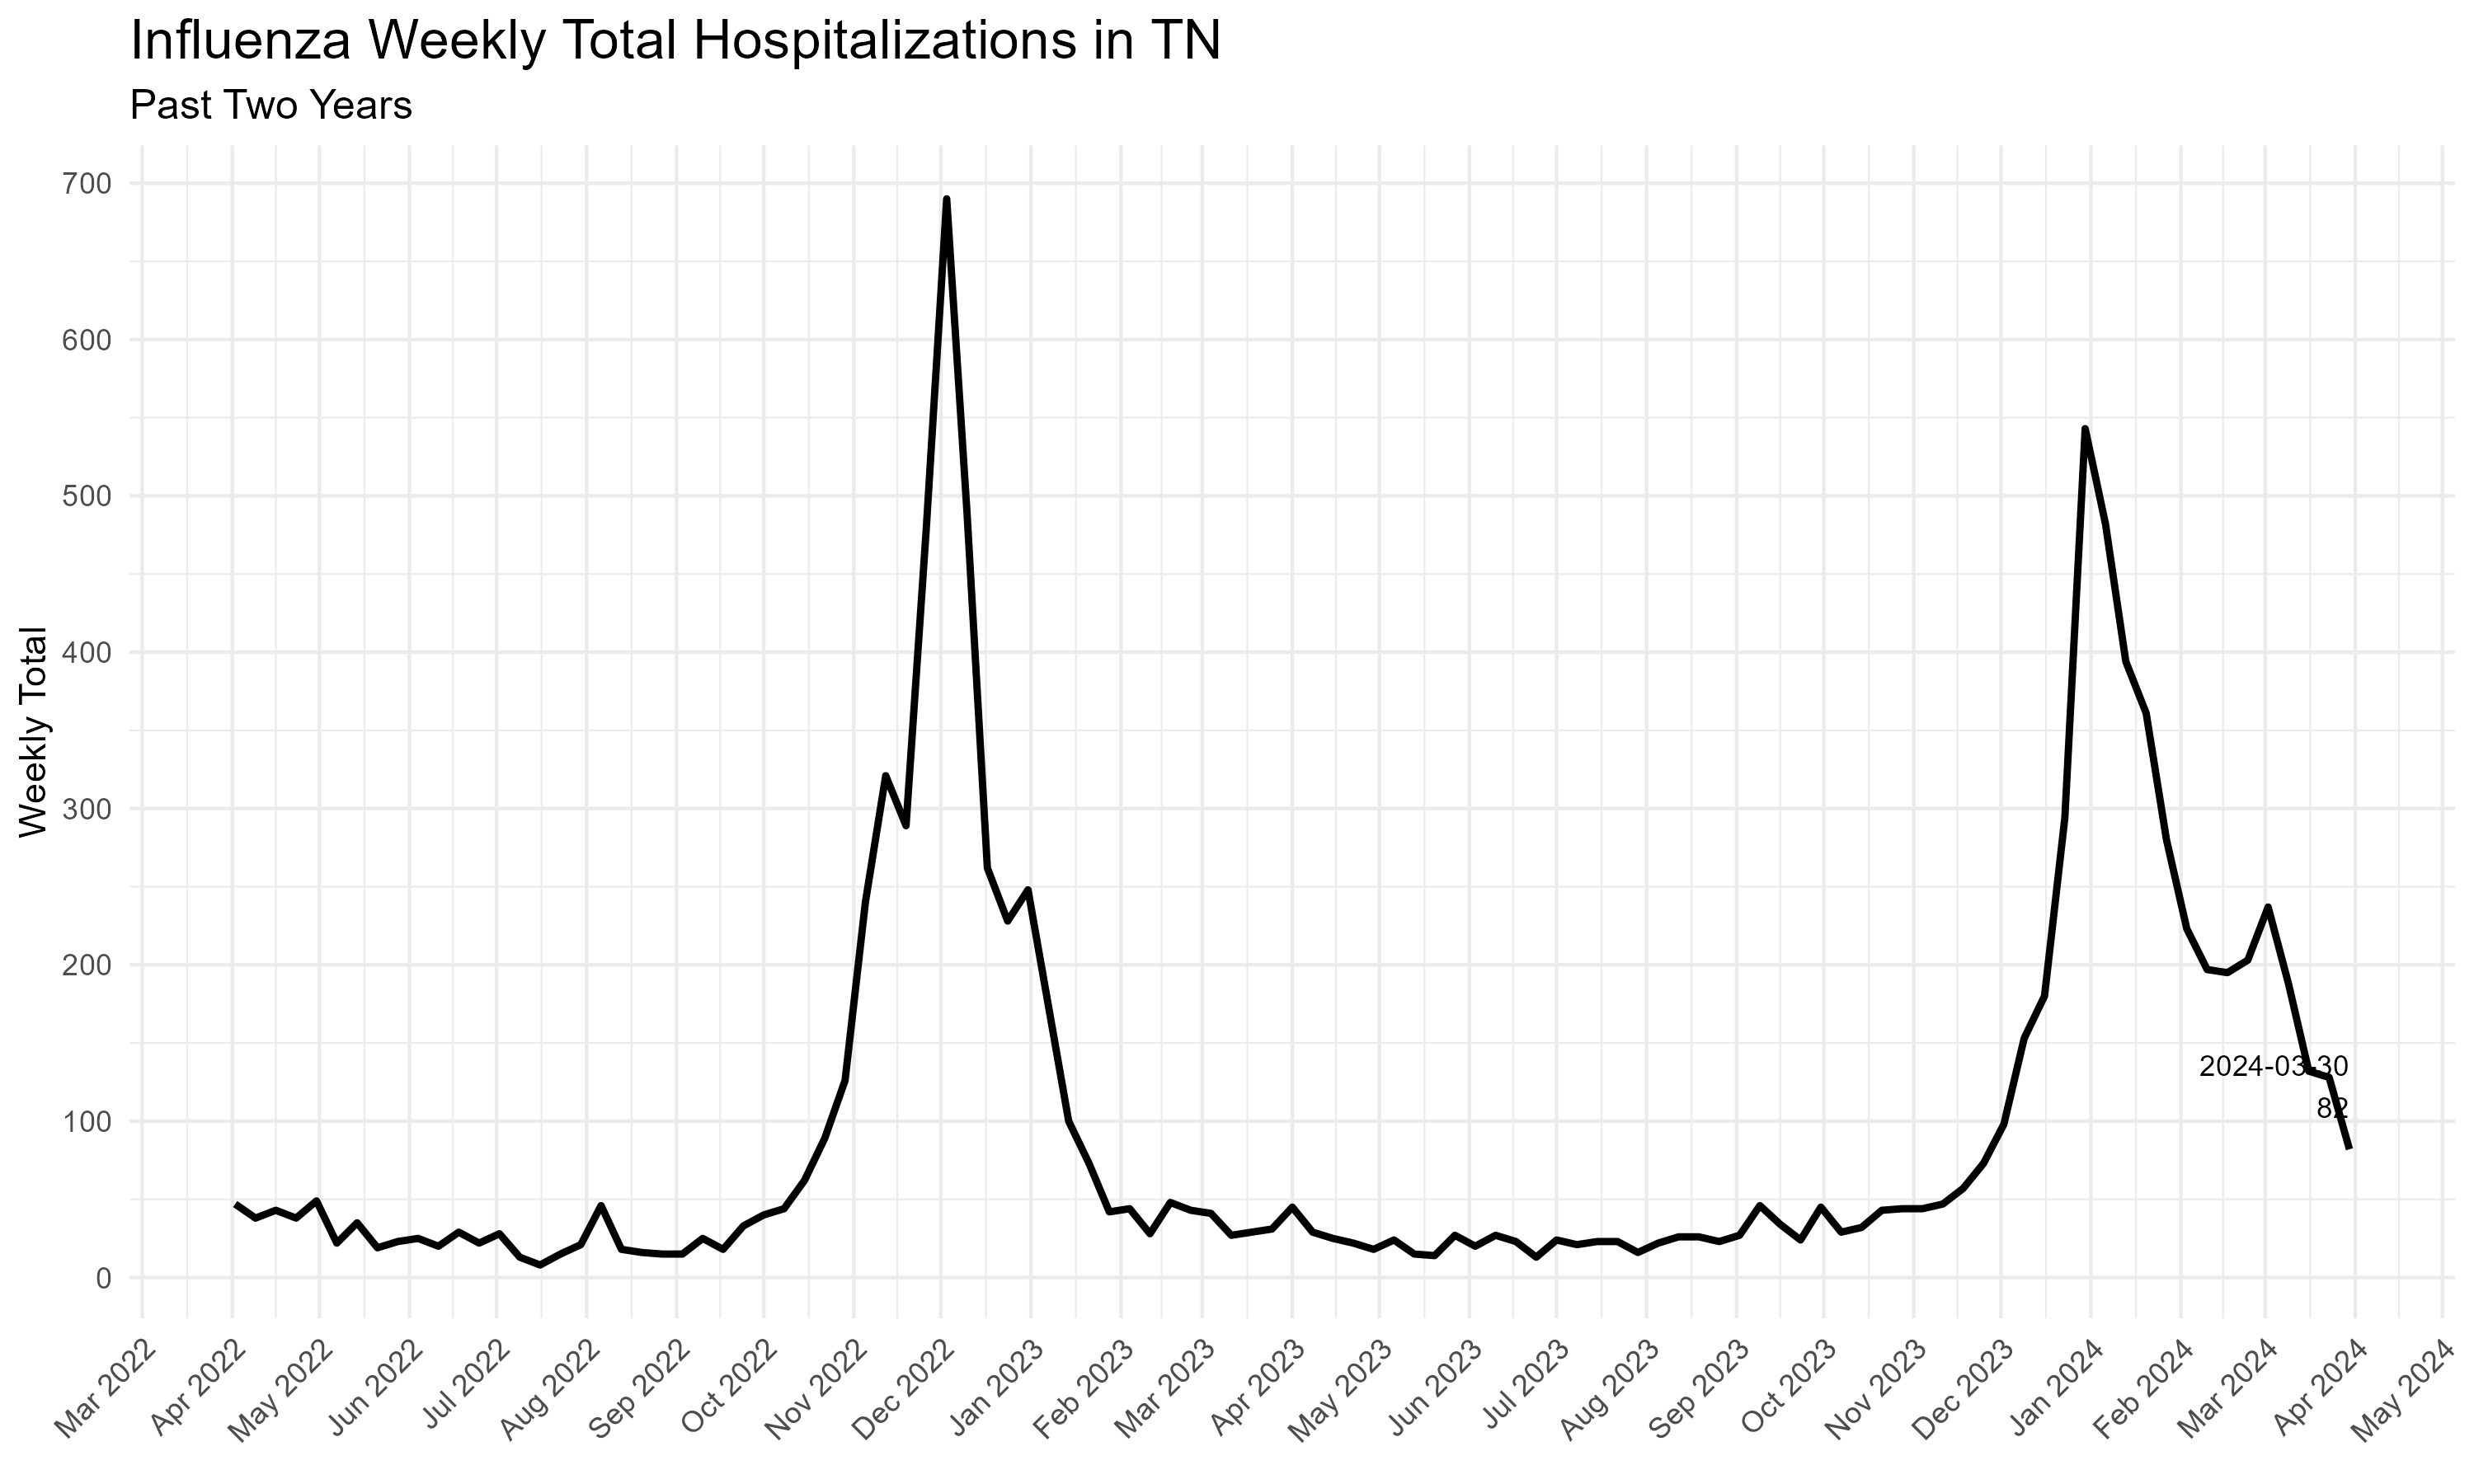 Influenza Weekly Total Hospitalizations in TN
Past Two Years
Weekly Total
700
600
500
400
300
200
100
0
2024-03-30
82
Mar 2022
Apr 2022
May 2022
Jun 2022
Jul 2022
Aug 2022
Sep 2022
Oct 2022
Nov 2022
Dec 2022
Jan 2023
Feb 2023
Mar 2023
Apr 2023
May 2023
Jun 2023
Jul 2023
Aug 2023
Sep 2023
Oct 2023
Nov 2023
Dec 2023
Jan 2024
Feb 2024
Mar 2024
Apr 2024
May 2024